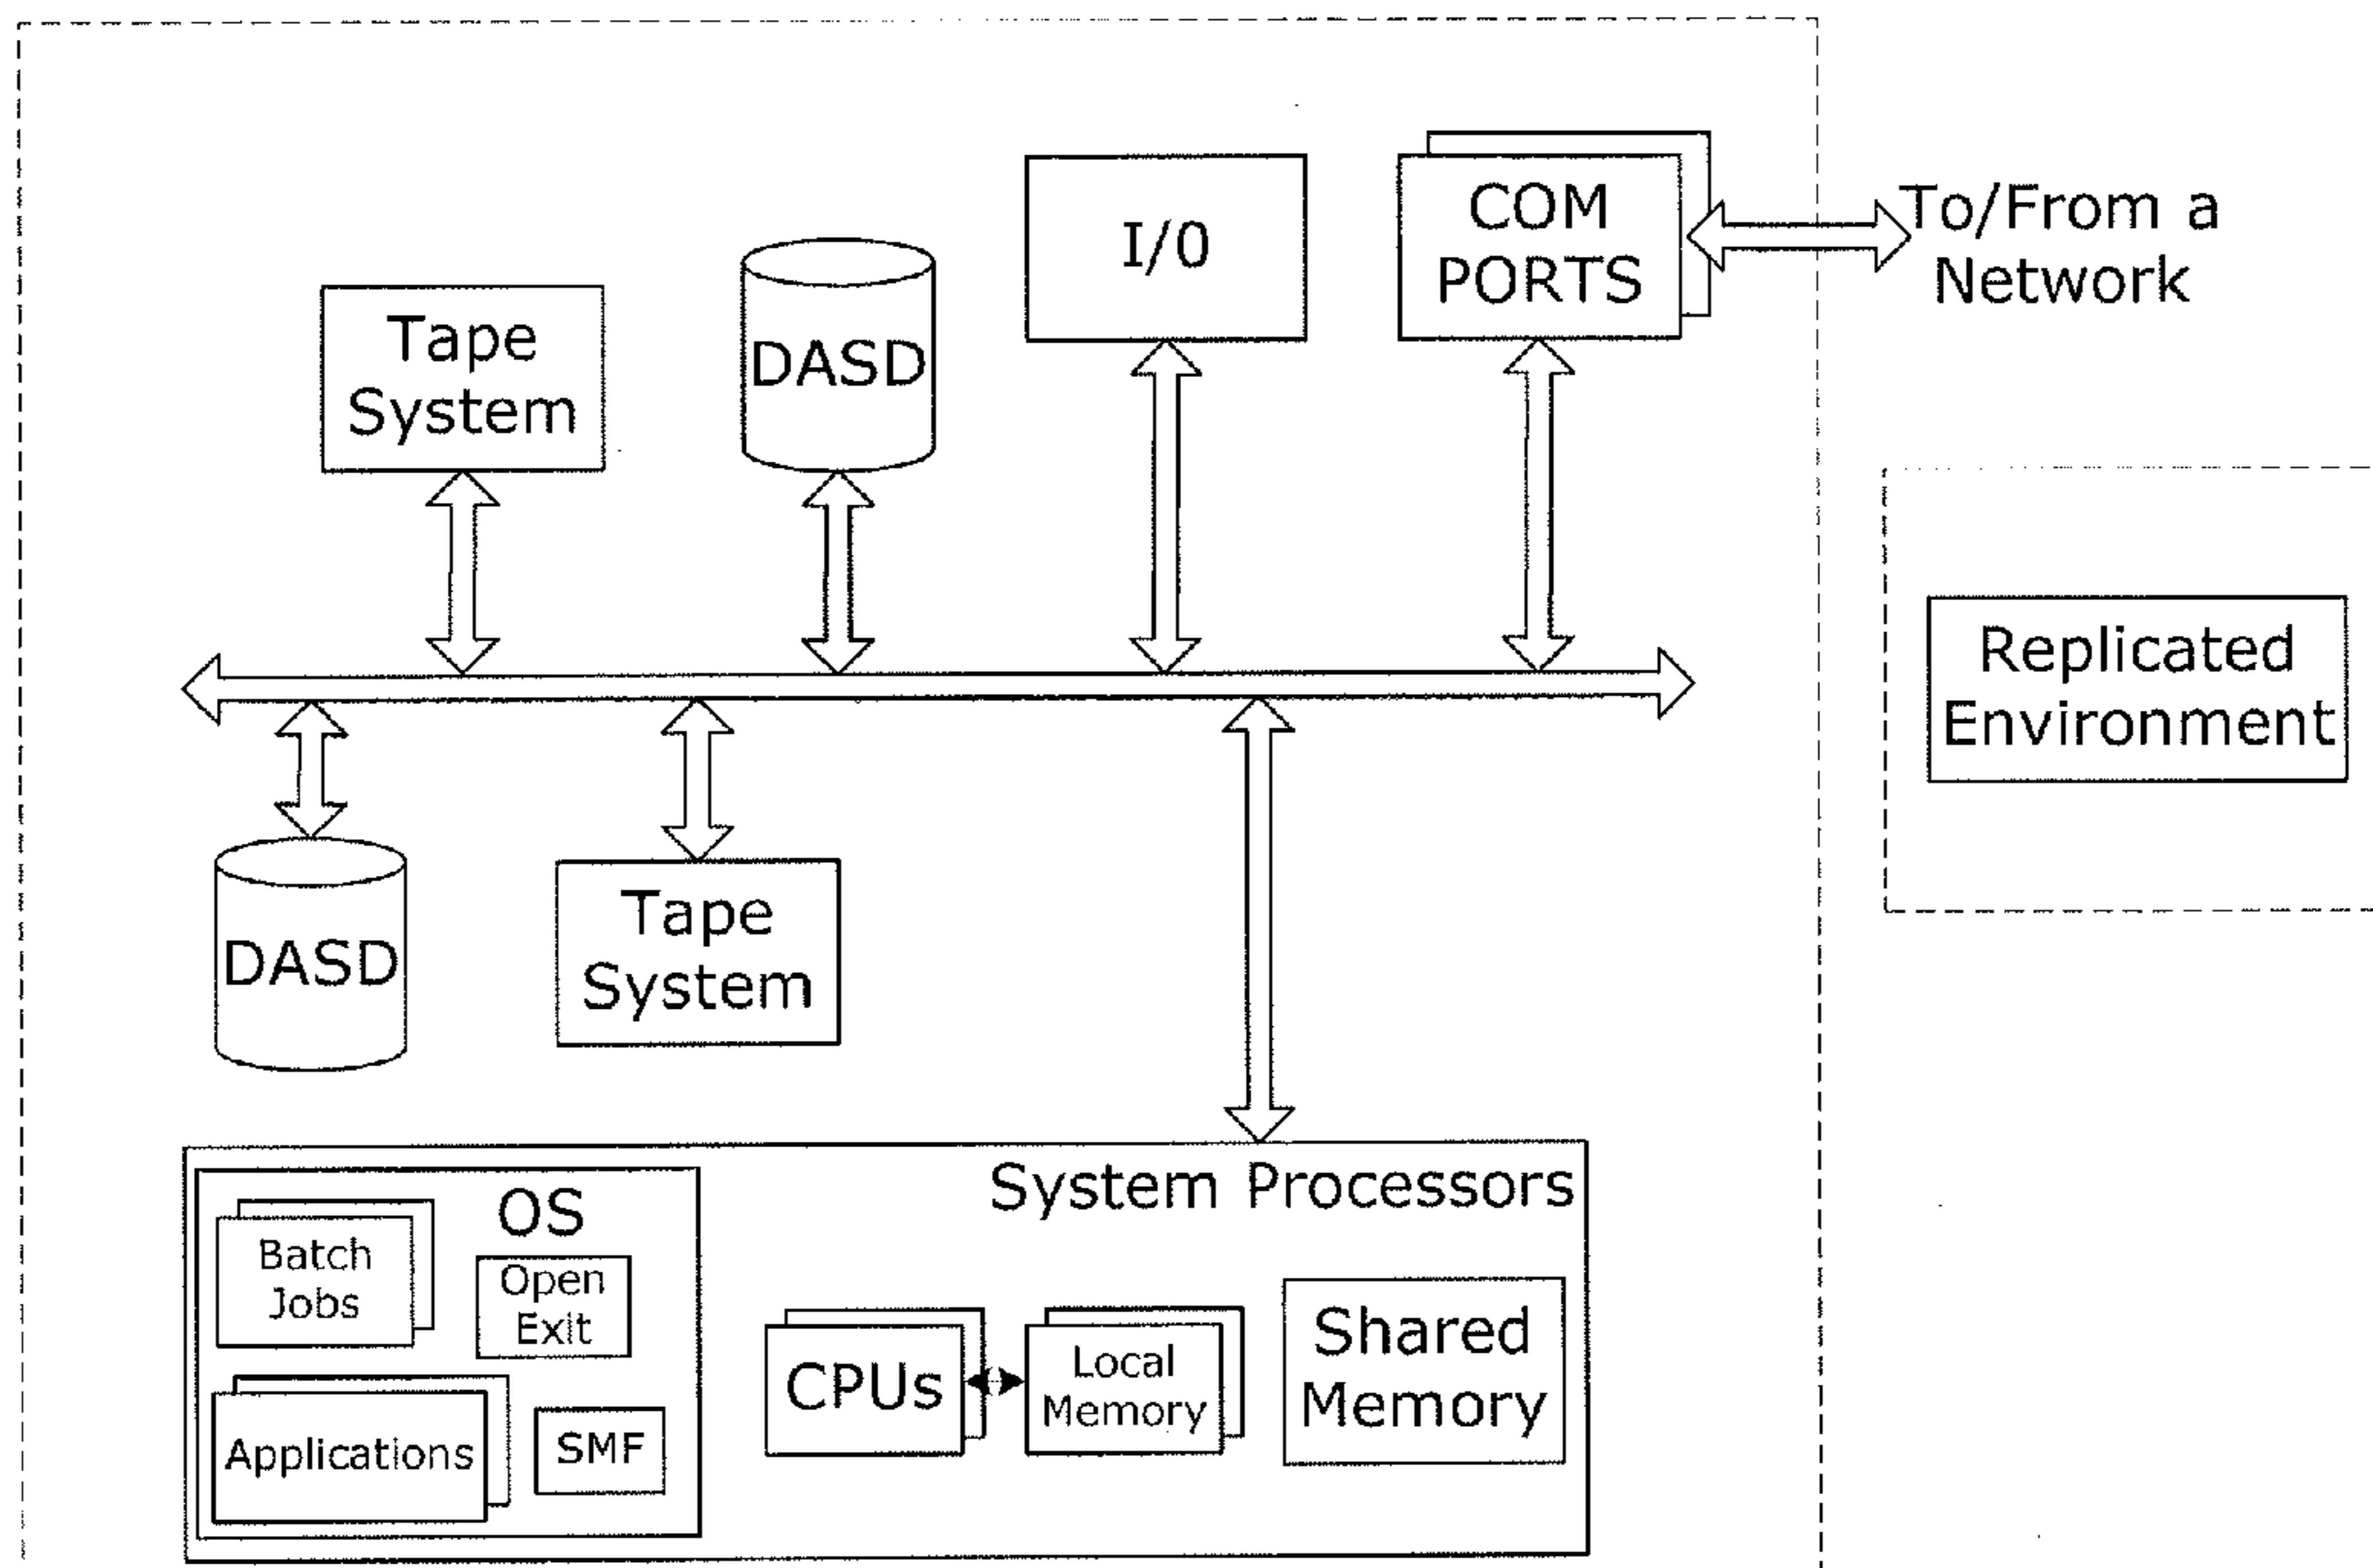 I/0
COM
PORTS
To/From a
Network
Tape
System
DASD
Replicated
Environment
DASD
Tape
System
System Processors
OS
Batch
Jobs
Open
Exit
CPUs
Local
Memory
Shared
Memory
Applications
SMF